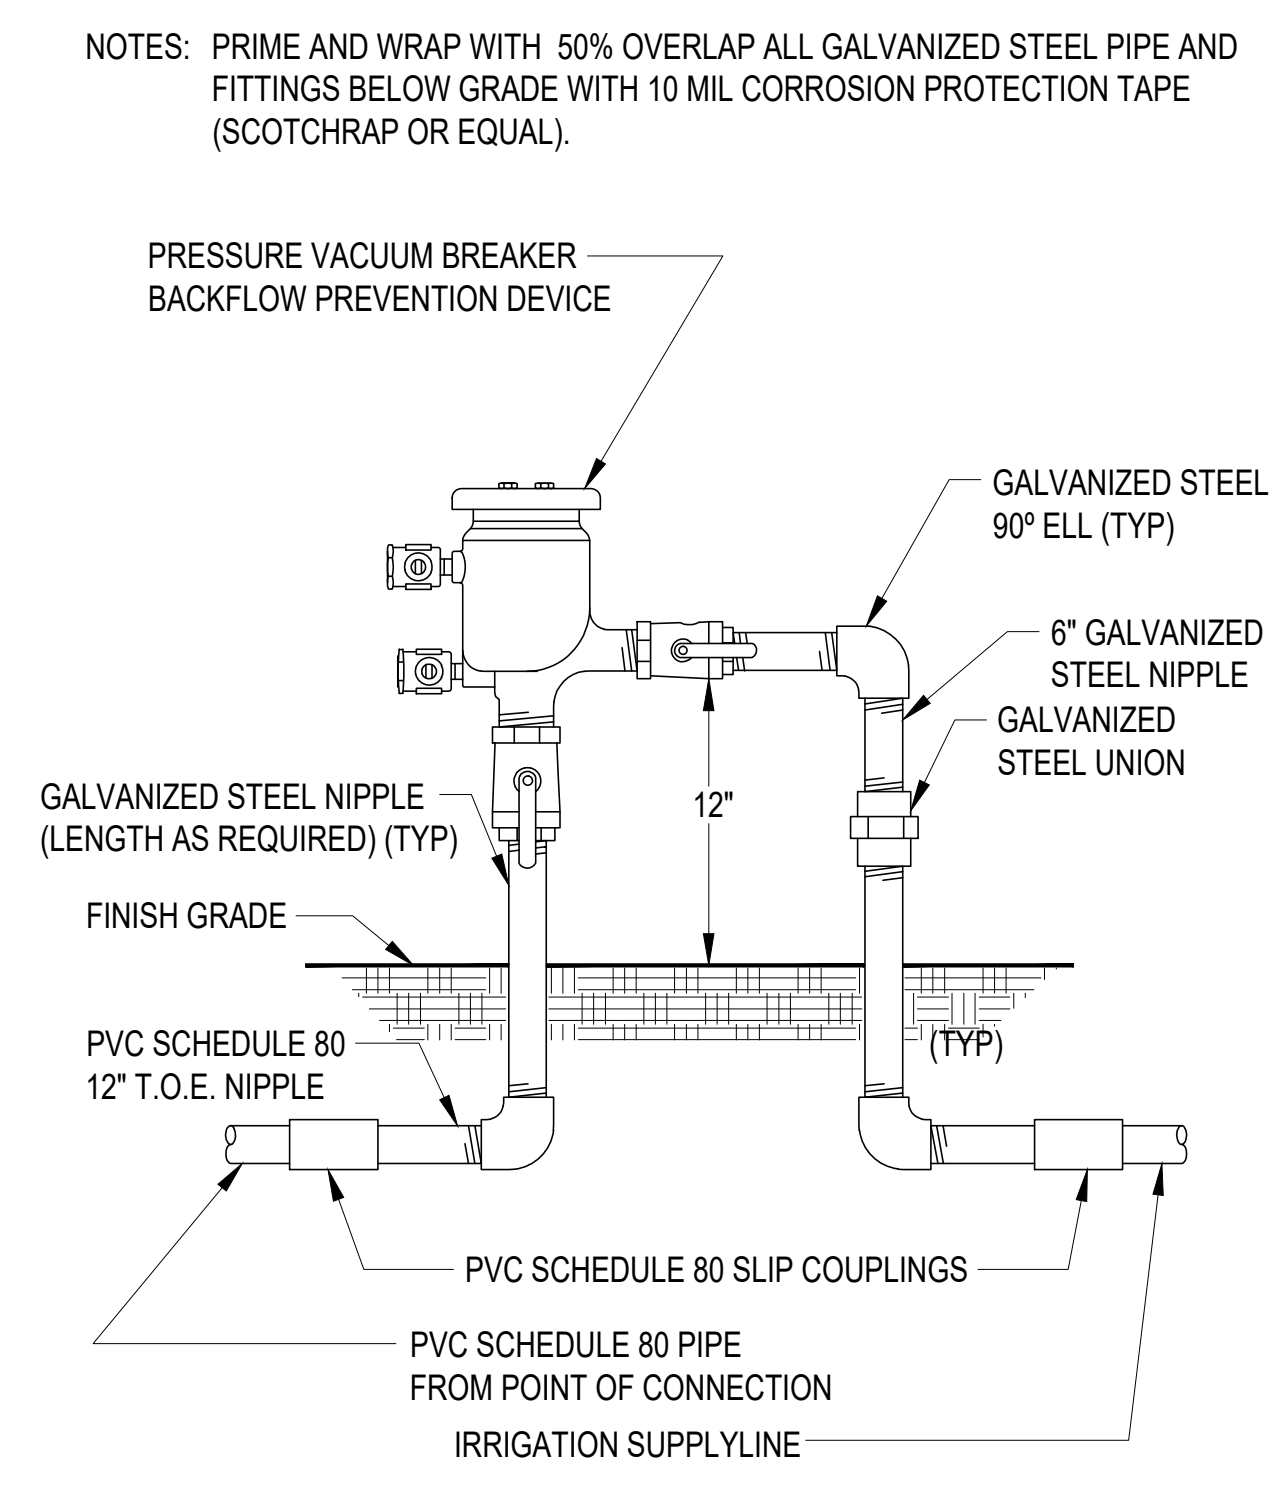 NOTES: PRIME AND WRAP WITH 50% OVERLAP ALL GALVANIZED STEEL PIPE AND
FITTINGS BELOW GRADE WITH 10 MIL CORROSION PROTECTION TAPE
(SCOTCHRAP OR EQUAL).
PRESSURE VACUUM BREAKER
BACKFLOW PREVENTION DEVICE
GALVANIZED STEEL
90º ELL (TYP)
6" GALVANIZED
STEEL NIPPLE
GALVANIZED
STEEL UNION
GALVANIZED STEEL NIPPLE
(LENGTH AS REQUIRED) (TYP)
12"
FINISH GRADE
PVC SCHEDULE 80
12" T.O.E. NIPPLE
(TYP)
PVC SCHEDULE 80 SLIP COUPLINGS
PVC SCHEDULE 80 PIPE
FROM POINT OF CONNECTION
IRRIGATION SUPPLYLINE